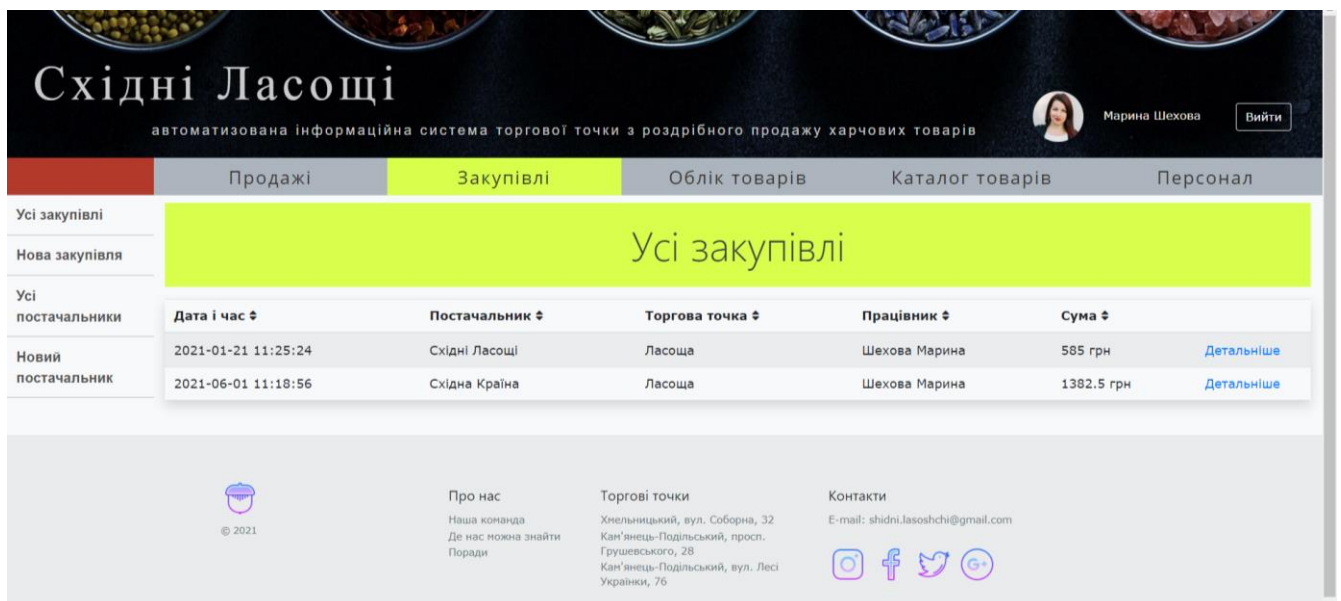 Східні Ласощі
автоматизована інформаційна система торгової точки з роздрібного продажу харчових товарів
Марина Шехова
Вийти
Продажі Закупівлі Облік товарів Каталог товарів Персонал
Усі закупівлі
Нова закупівля
Усі
постачальники
Новий
постачальник
Усі закупівлі
Дата і час Постачальник Торгова точка Працівник Сума
2021-01-21 11:25:24 Східні Ласощі Ласоща Шехова Марина 585 грн Детальніше
2021-06-01 11:18:56 Східна Країна Ласоща Шехова Марина 1382.5 грн Детальніше
© 2021
Про нас
Наша команда
Де нас можна знайти
Поради
Торгові точки
Хмельницький, вул. Соборна, 32
Кам'янець-Подільський, просп.
Грушевського, 28
Кам'янець-Подільський, вул. Лесі
Українки, 76
Контакти
E-mail: shidni.lasoshchi@gmail.com
G+